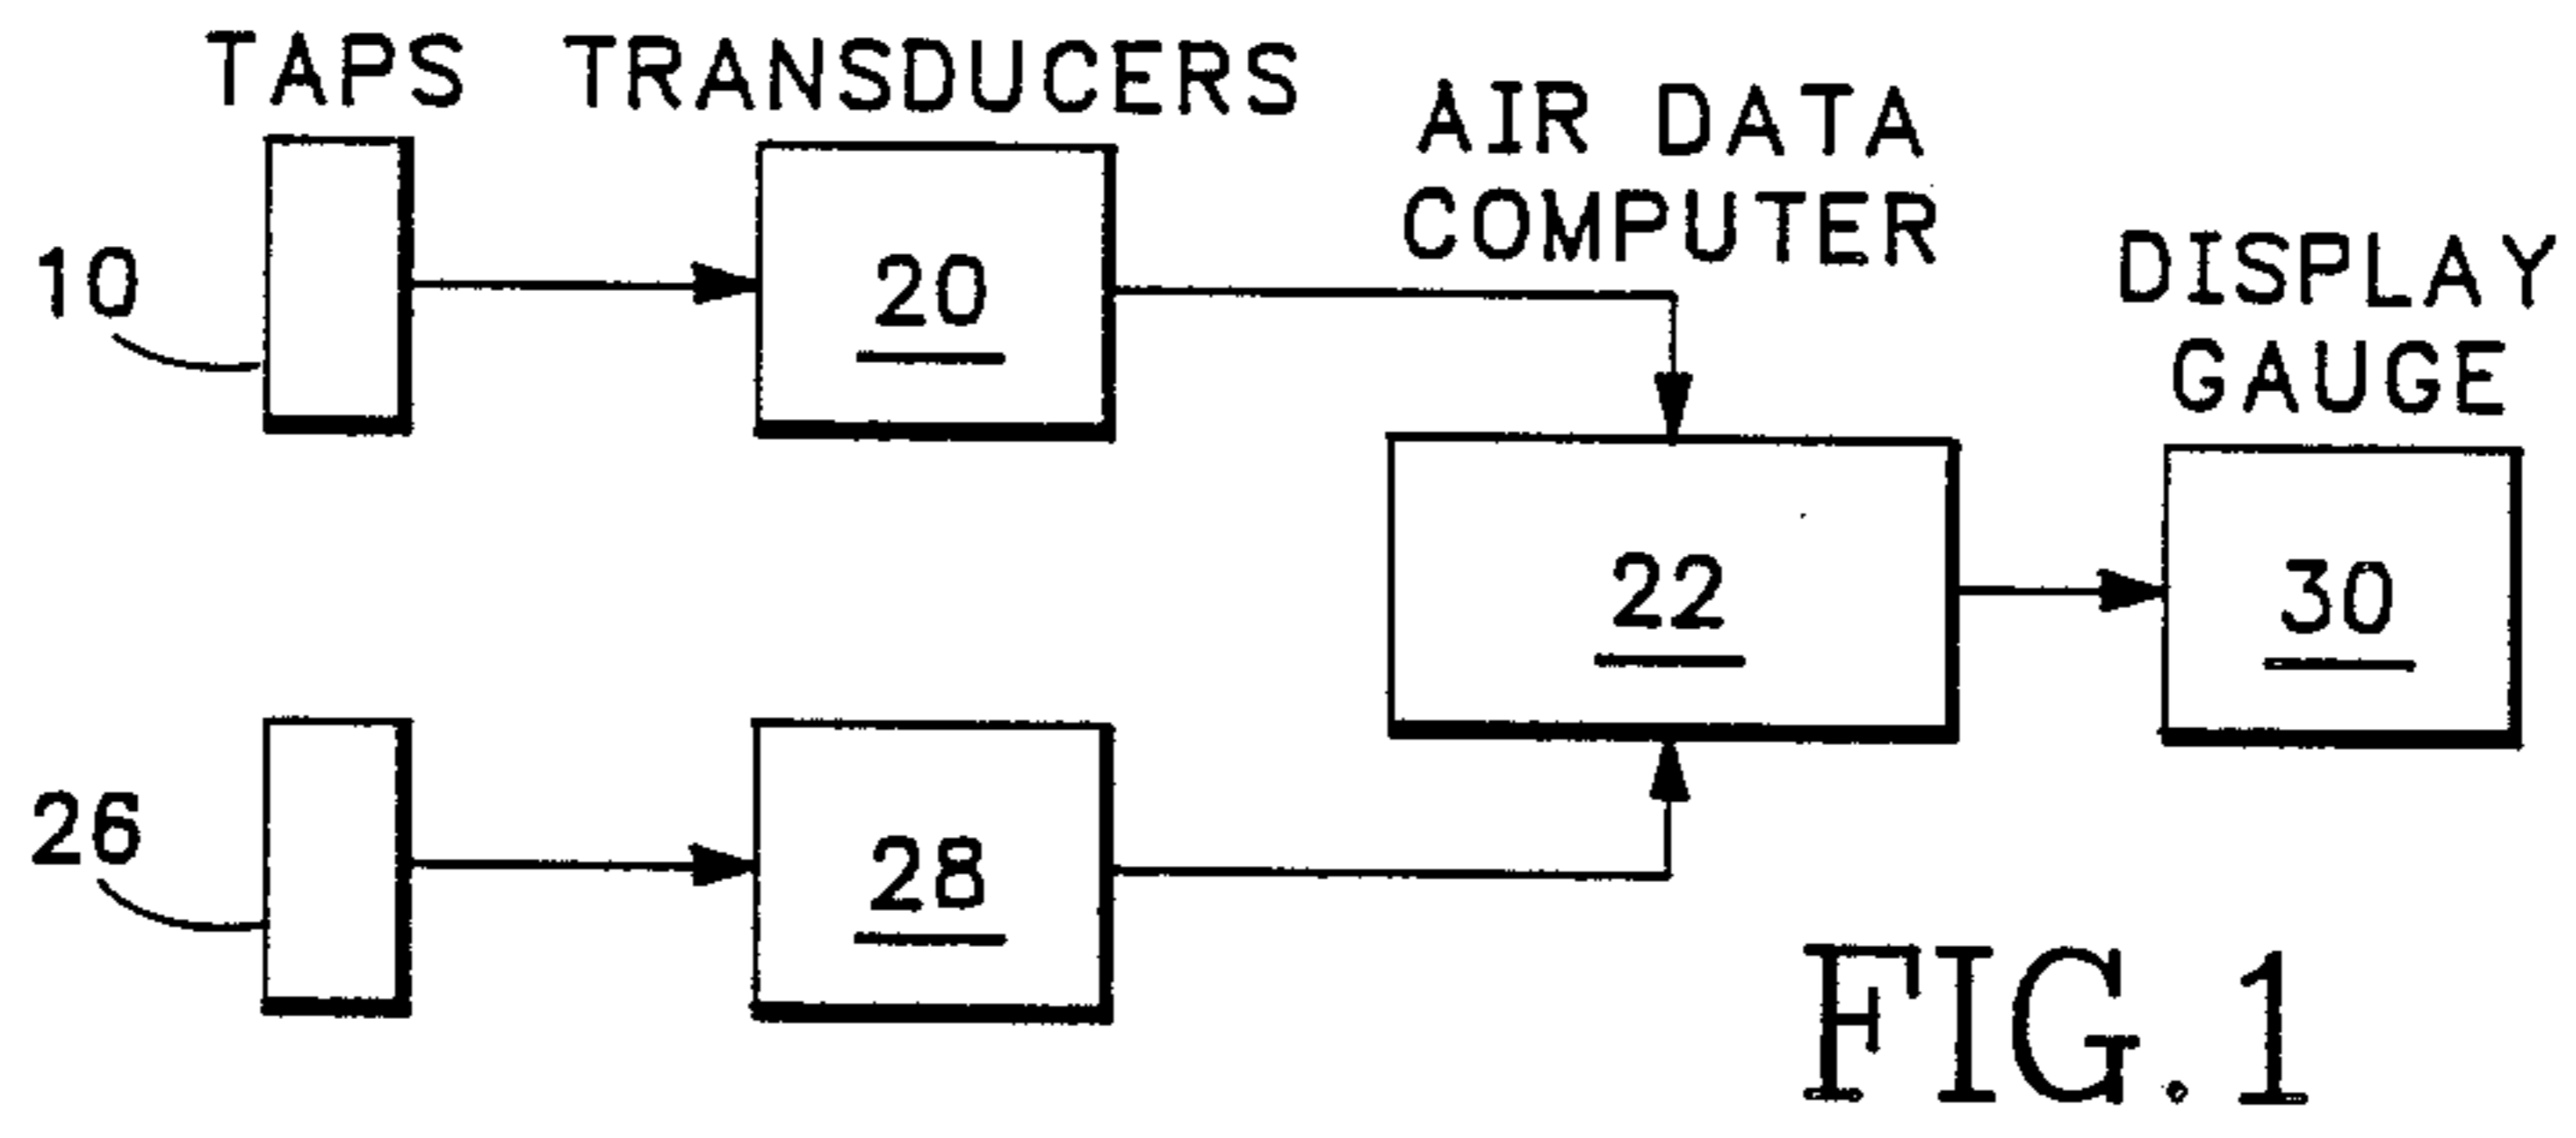 TAPS TRANSDUCERS
AIR DATA
COMPUTER
DISPLAY
GAUGE
10
20
22
30
26
28
FIG.1